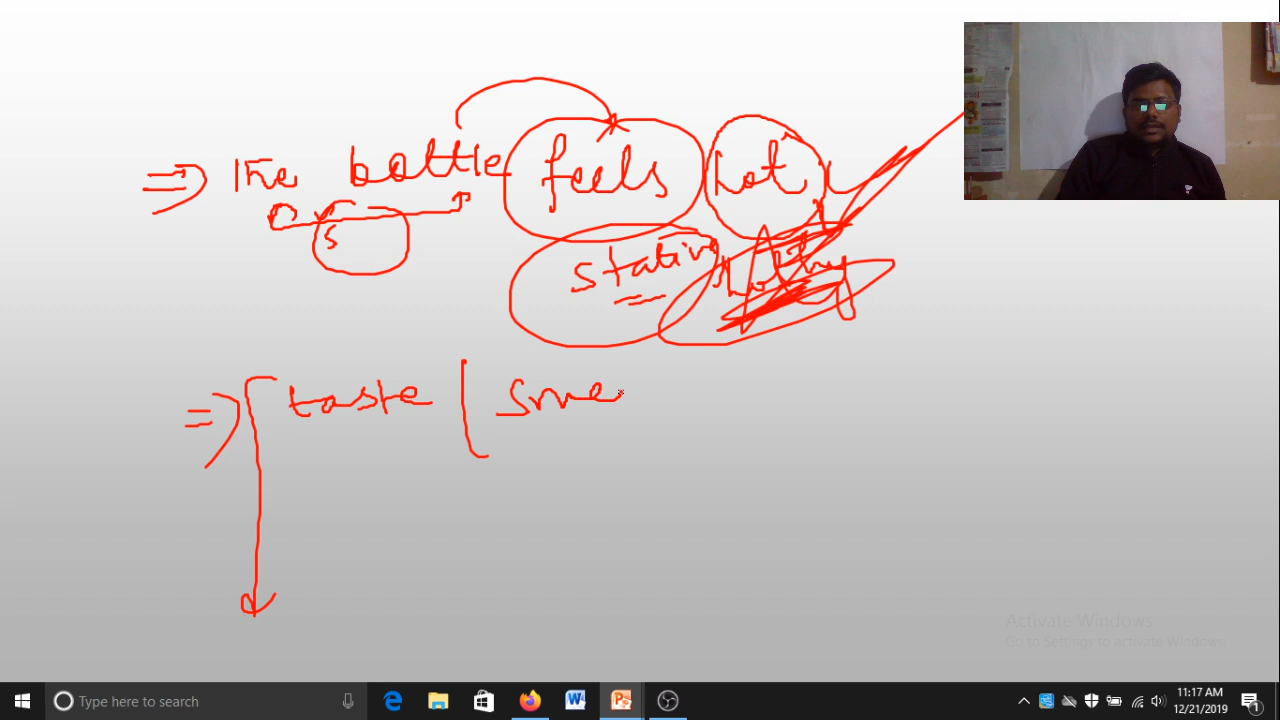 ⇒ The bottle feels hot
S
stative hothy
⇒ taste | sme
Activate Windows
Go to Settings to activate Windows.
Type here to search
11:17 AM
12/21/2019